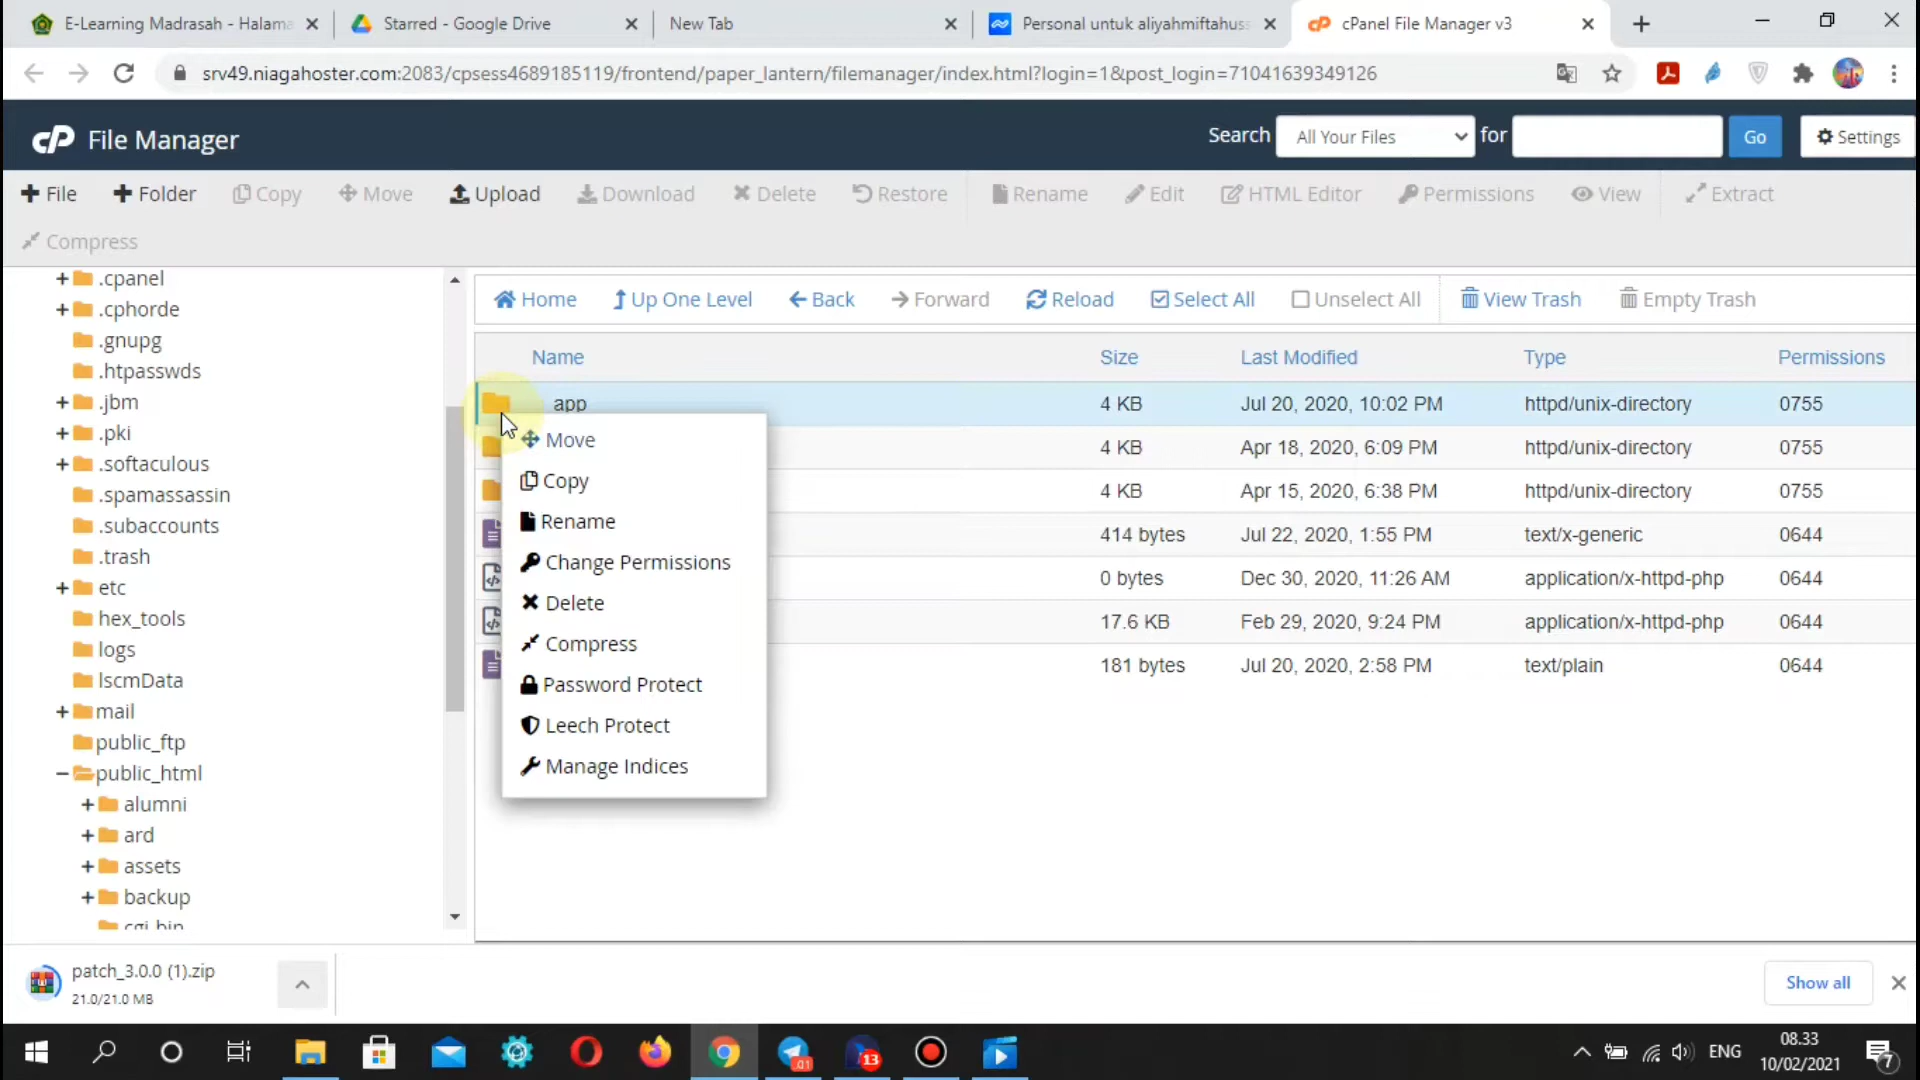 E-Learning Madrasah - Halama
Starred - Google Drive
New Tab
Personal untuk aliyahmiftahuss
cPanel File Manager v3
srv49.niagahoster.com:2083/cpsess4689185119/frontend/paper_lantern/filemanager/index.html?login=1&post_login=71041639349126
cP File Manager
Search All Your Files for Go Settings
File Folder Copy Move Upload Download Delete Restore Rename Edit HTML Editor Permissions View Extract
Compress
.cpanel
.cphorde
.gnupg
.htpasswds
.jbm
.pki
.softaculous
.spamassassin
.subaccounts
.trash
etc
hex_tools
logs
lscmData
mail
public_ftp
public_html
alumni
ard
assets
backup
cgi-bin
Home Up One Level Back Forward Reload Select All Unselect All View Trash Empty Trash
Name Size Last Modified Type Permissions
app 4 KB Jul 20, 2020, 10:02 PM httpd/unix-directory 0755
4 KB Apr 18, 2020, 6:09 PM httpd/unix-directory 0755
4 KB Apr 15, 2020, 6:38 PM httpd/unix-directory 0755
414 bytes Jul 22, 2020, 1:55 PM text/x-generic 0644
0 bytes Dec 30, 2020, 11:26 AM application/x-httpd-php 0644
17.6 KB Feb 29, 2020, 9:24 PM application/x-httpd-php 0644
181 bytes Jul 20, 2020, 2:58 PM text/plain 0644
Move
Copy
Rename
Change Permissions
Delete
Compress
Password Protect
Leech Protect
Manage Indices
patch_3.0.0 (1).zip
21.0/21.0 MB
Show all
13
ENG
08.33
10/02/2021
7